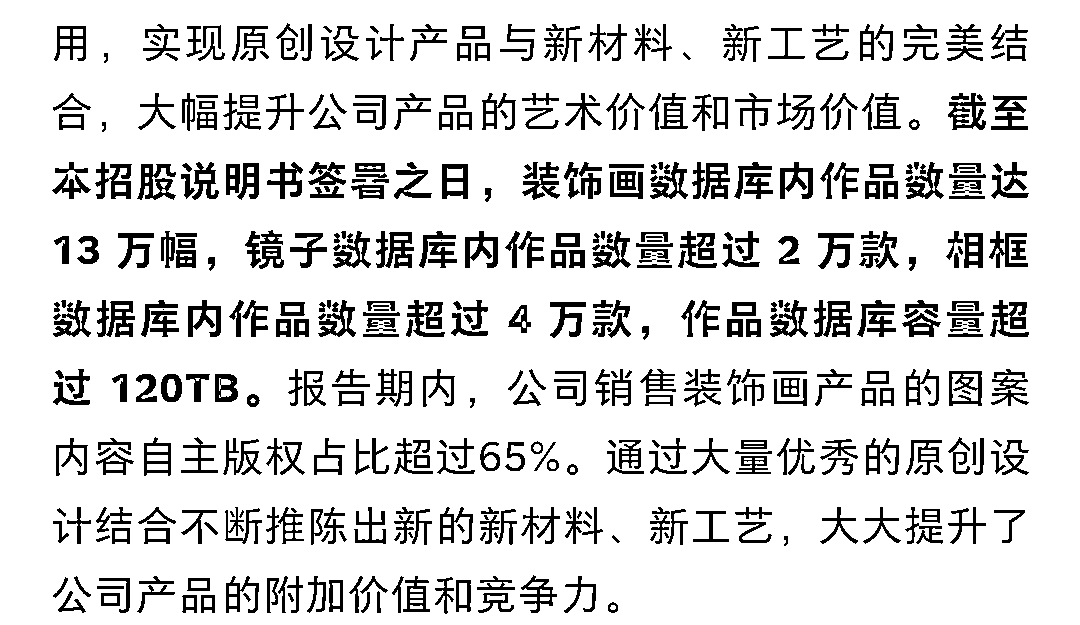 用，实现原创设计产品与新材料、新工艺的完美结
合，大幅提升公司产品的艺术价值和市场价值。截至
本招股说明书签署之日，装饰画数据库内作品数量达
13 万幅，镜子数据库内作品数量超过 2 万款，相框
数据库内作品数量超过 4 万款，作品数据库容量超
过 120TB。报告期内，公司销售装饰画产品的图案
内容自主版权占比超过65%。通过大量优秀的原创设
计结合不断推陈出新的新材料、新工艺，大大提升了
公司产品的附加价值和竞争力。